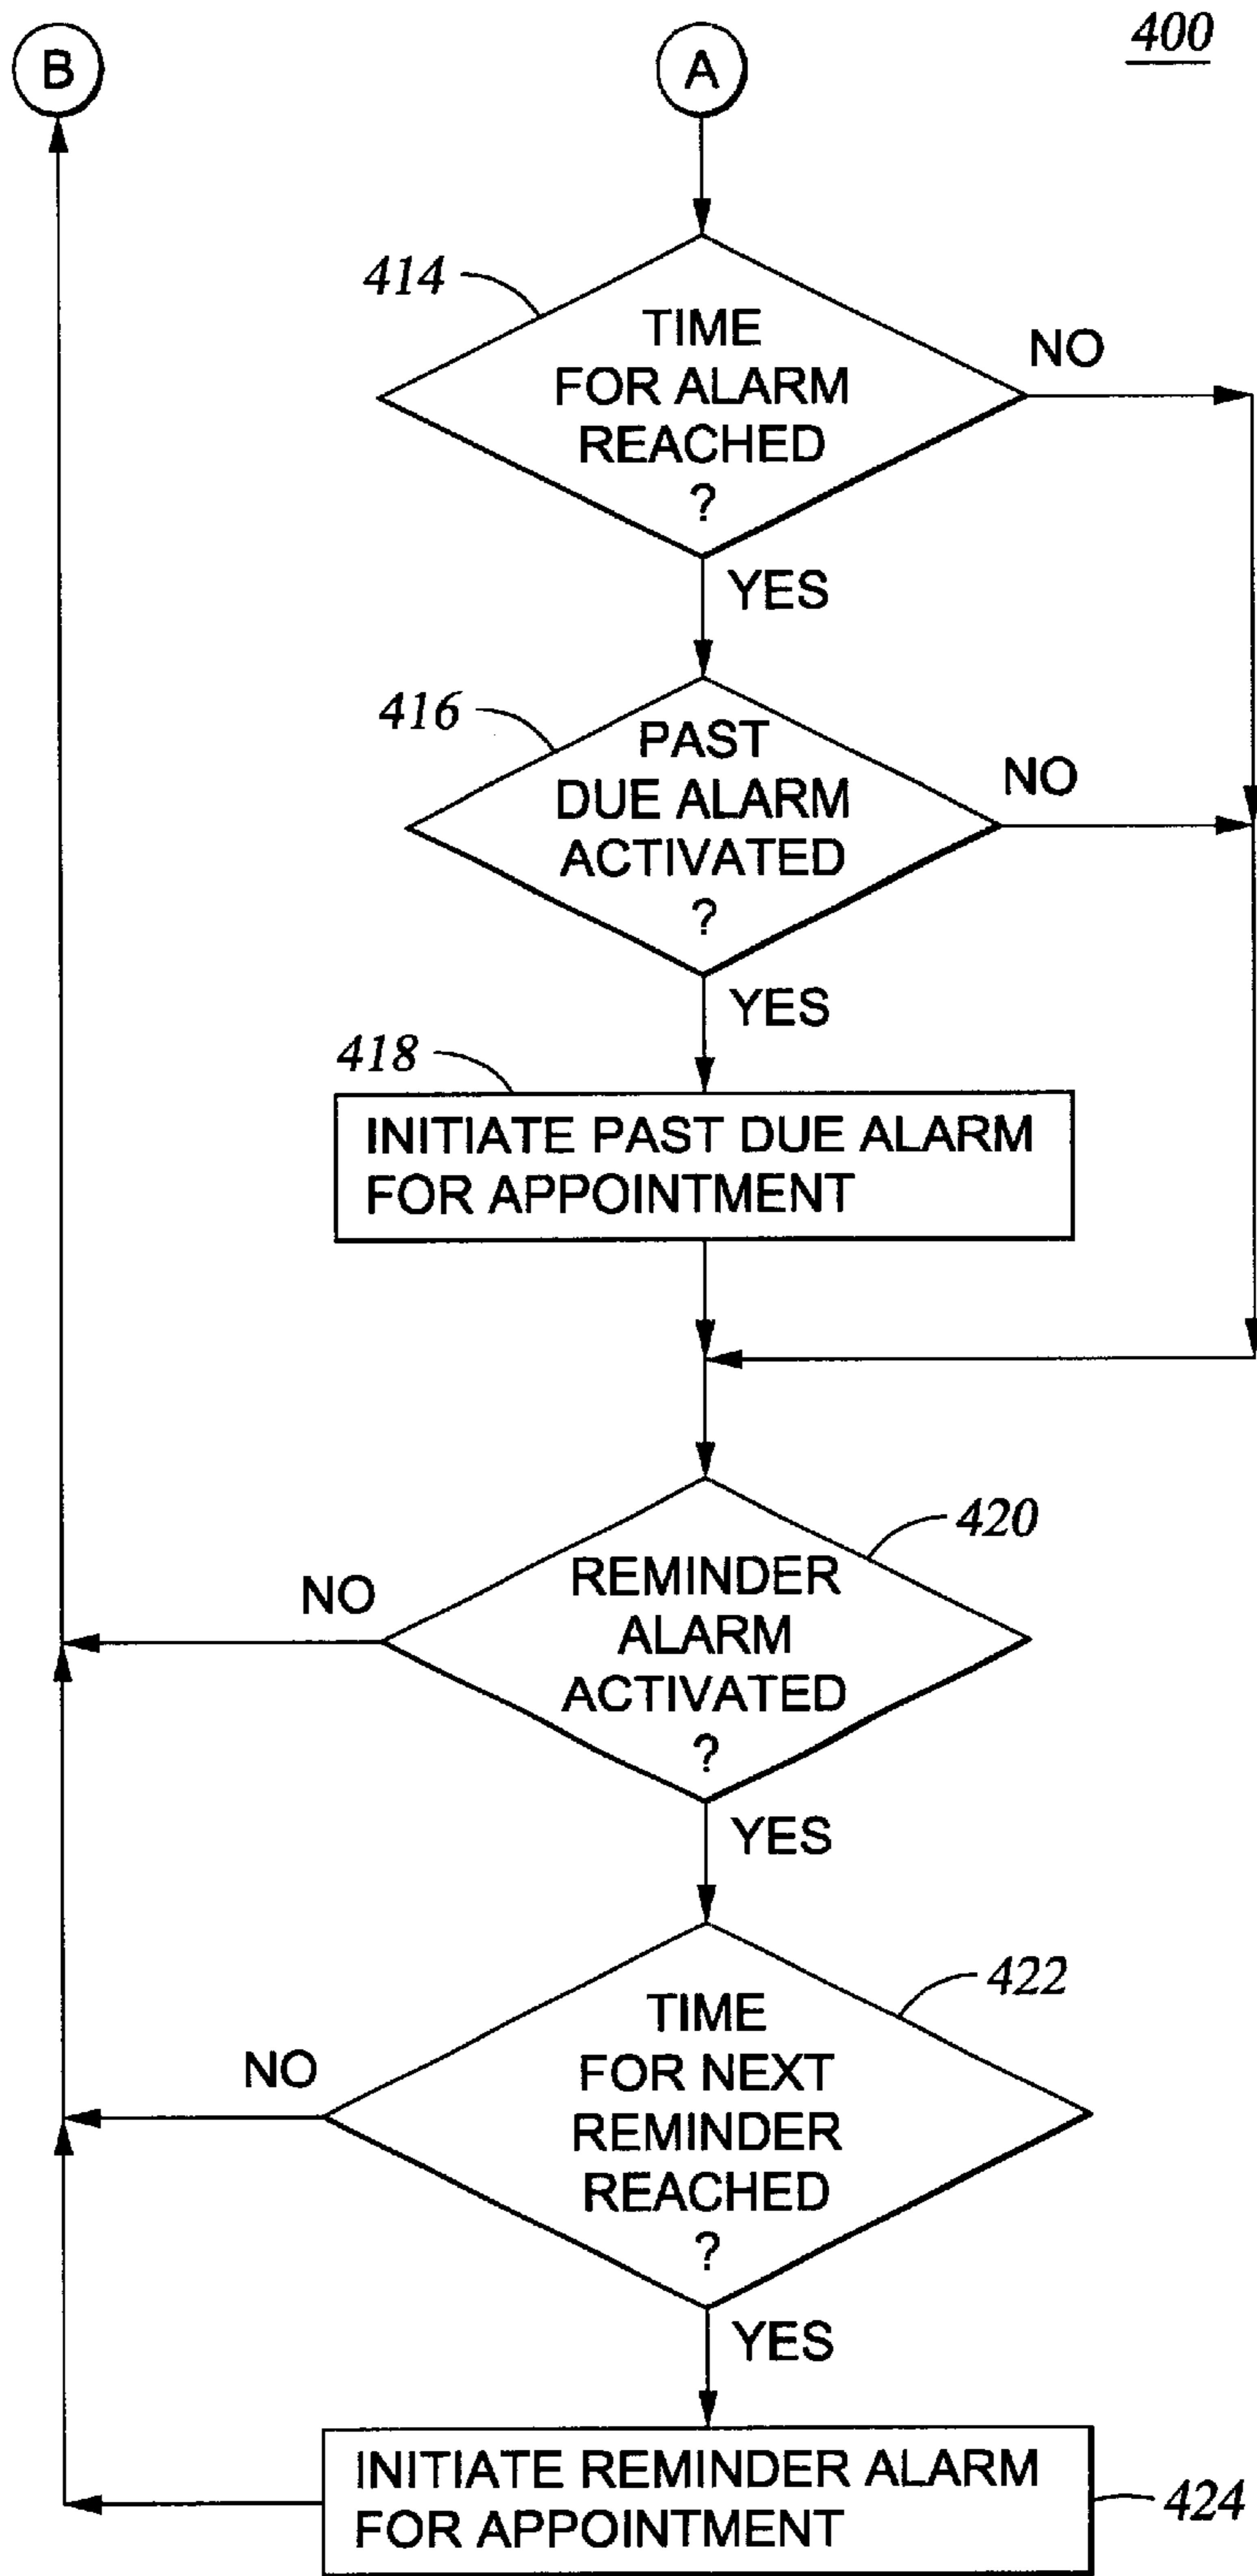 400
B
A
414
TIME
FOR ALARM
REACHED
?
NO
YES
416
PAST
DUE ALARM
ACTIVATED
?
NO
YES
418
INITIATE PAST DUE ALARM
FOR APPOINTMENT
420
REMINDER
ALARM
ACTIVATED
?
NO
YES
422
TIME
FOR NEXT
REMINDER
REACHED
?
NO
YES
INITIATE REMINDER ALARM
FOR APPOINTMENT
424